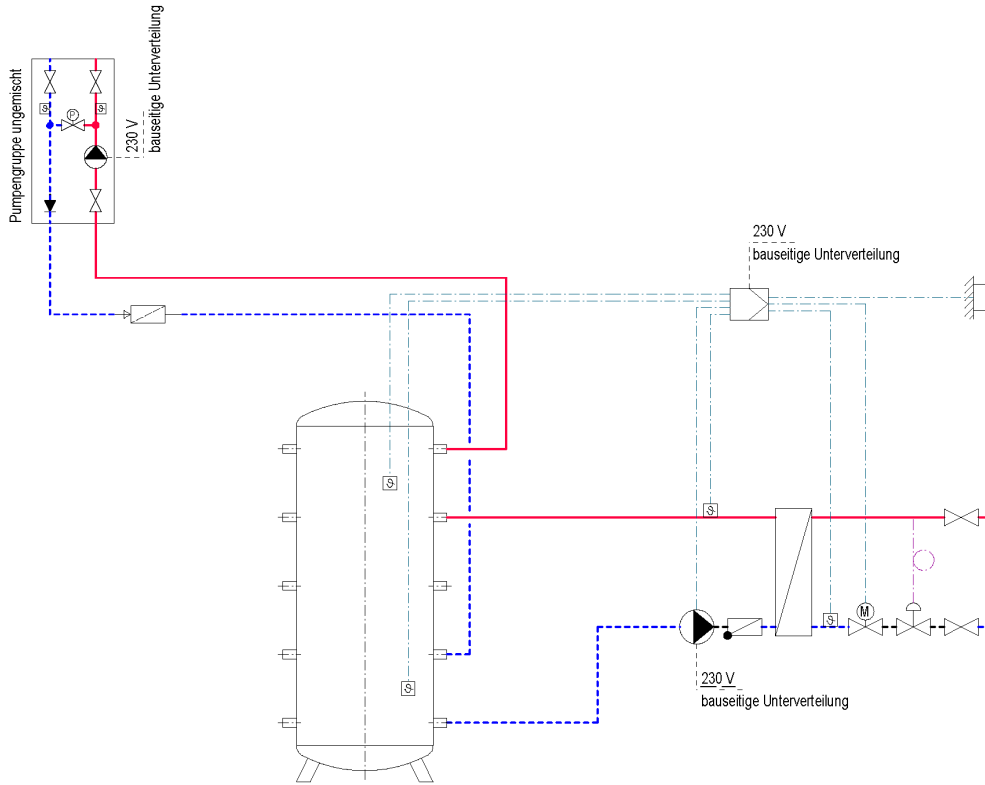 Pumpengruppe ungemischt
ϑ
ϑ
P
230 V
bauseitige Unterverteilung
230 V
bauseitige Unterverteilung
ϑ
ϑ
ϑ
M
ϑ
230 V
bauseitige Unterverteilung